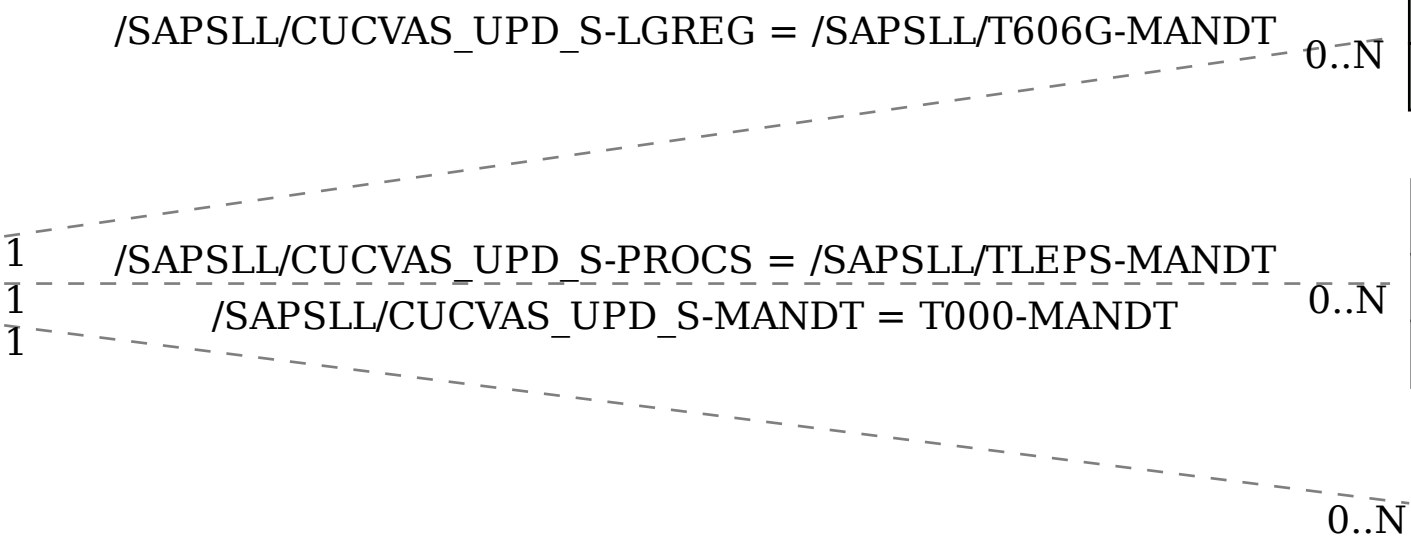 /SAPSLL/CUCVAS_UPD_S-LGREG = /SAPSLL/T606G-MANDT
0..N
1
/SAPSLL/CUCVAS_UPD_S-PROCS = /SAPSLL/TLEPS-MANDT
1
0..N
/SAPSLL/CUCVAS_UPD_S-MANDT = T000-MANDT
1
0..N